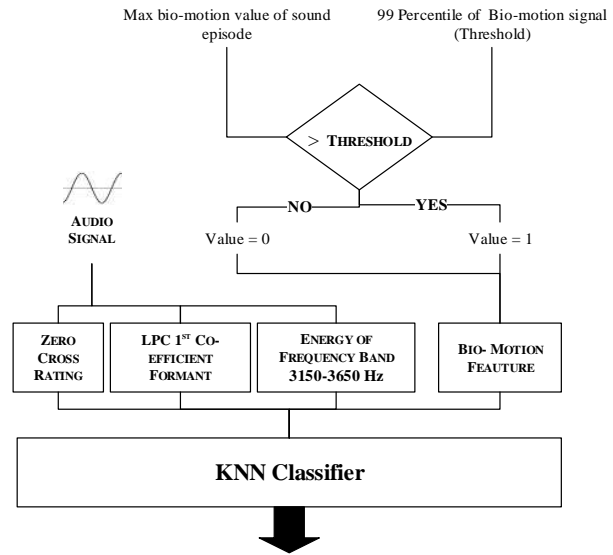 Max bio-motion value of sound
episode
99 Percentile of Bio-motion signal
(Threshold)
> THRESHOLD
NO
YES
AUDIO
SIGNAL
Value = 0
Value = 1
ZERO
CROSS
RATING
LPC 1ST CO-
EFFICIENT
FORMANT
ENERGY OF
FREQUENCY BAND
3150-3650 Hz
BIO- MOTION
FEAUTURE
KNN Classifier